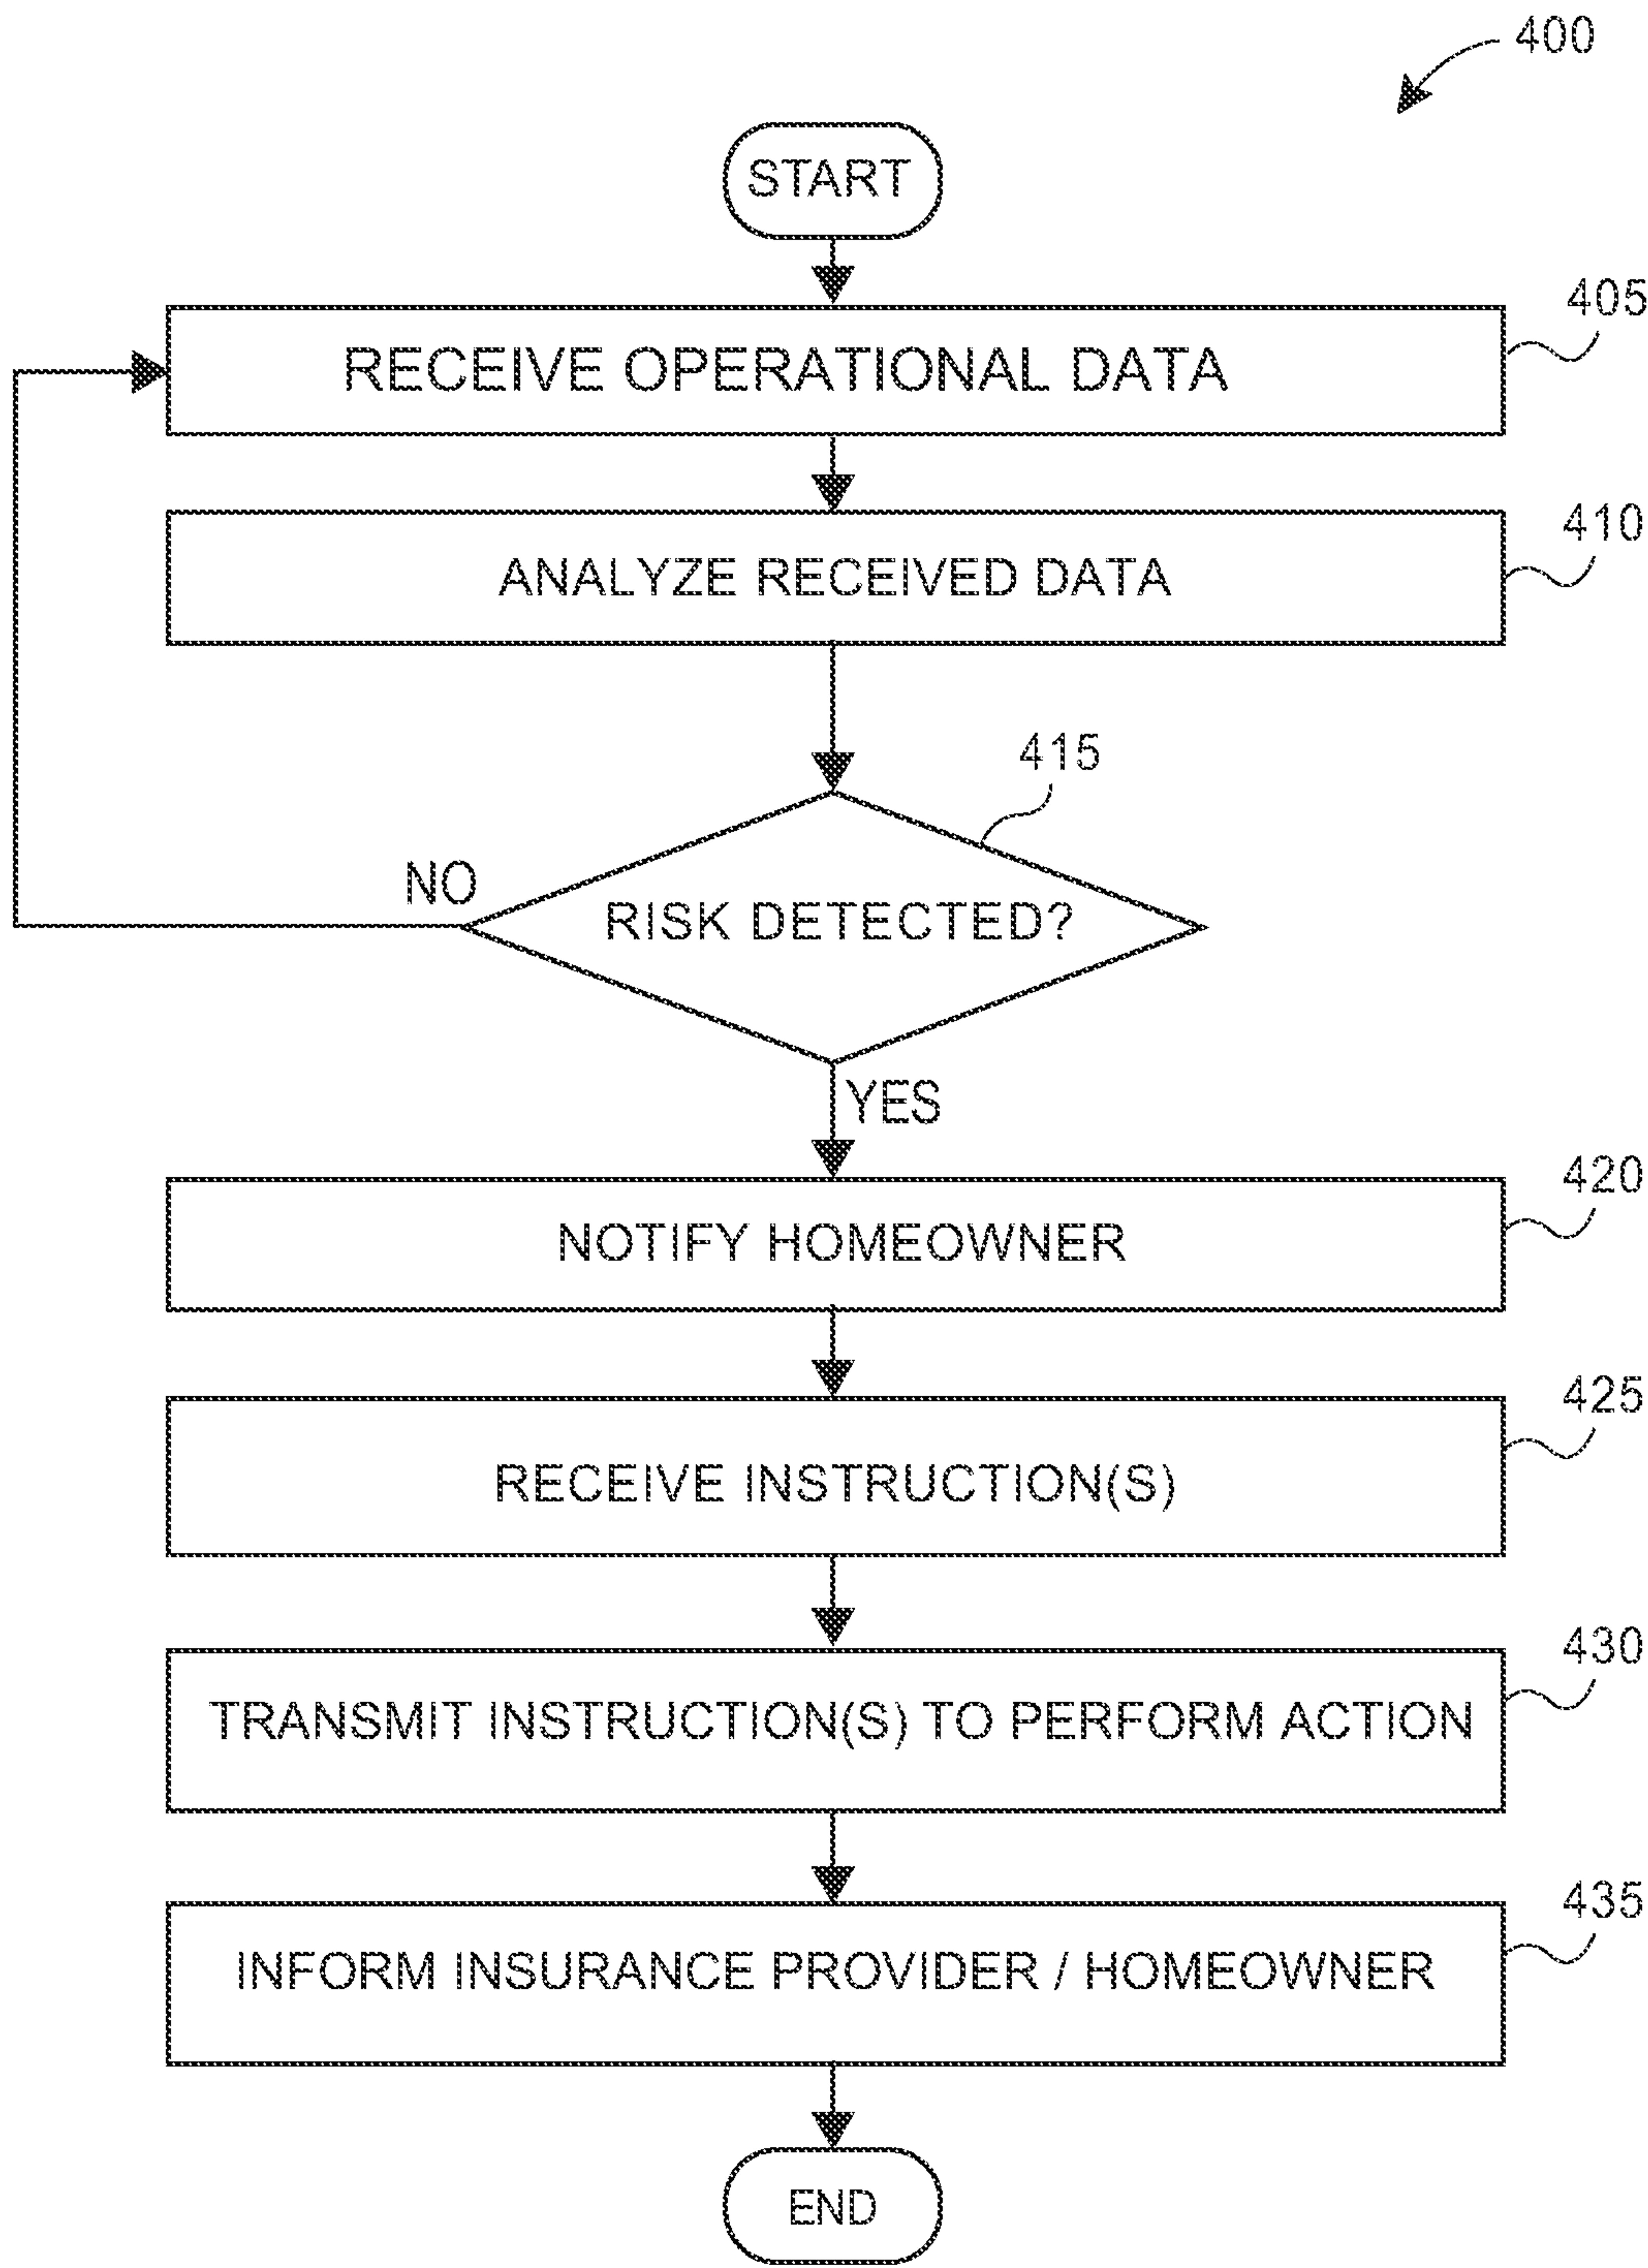 400
START
405
RECEIVE OPERATIONAL DATA
410
ANALYZE RECEIVED DATA
415
NO
RISK DETECTED?
YES
420
NOTIFY HOMEOWNER
425
RECEIVE INSTRUCTION(S)
430
TRANSMIT INSTRUCTION(S) TO PERFORM ACTION
435
INFORM INSURANCE PROVIDER / HOMEOWNER
END